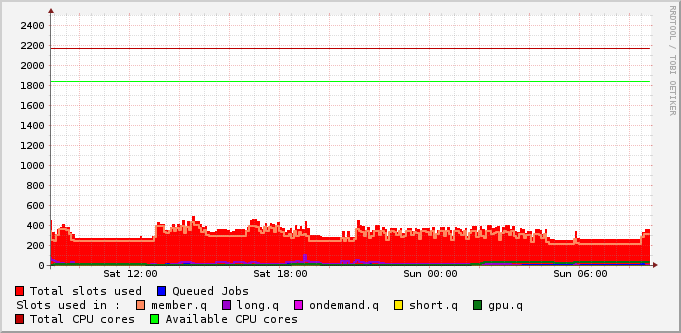 RRDTOOL / TOBI OETIKER
2400
2200
2000
1800
1600
1400
1200
1000
800
600
400
200
0
Sat 12:00 Sat 18:00 Sun 00:00 Sun 06:00
Total slots used Queued Jobs
Slots used in : member.q long.q ondemand.q short.q gpu.q
Total CPU cores Available CPU cores